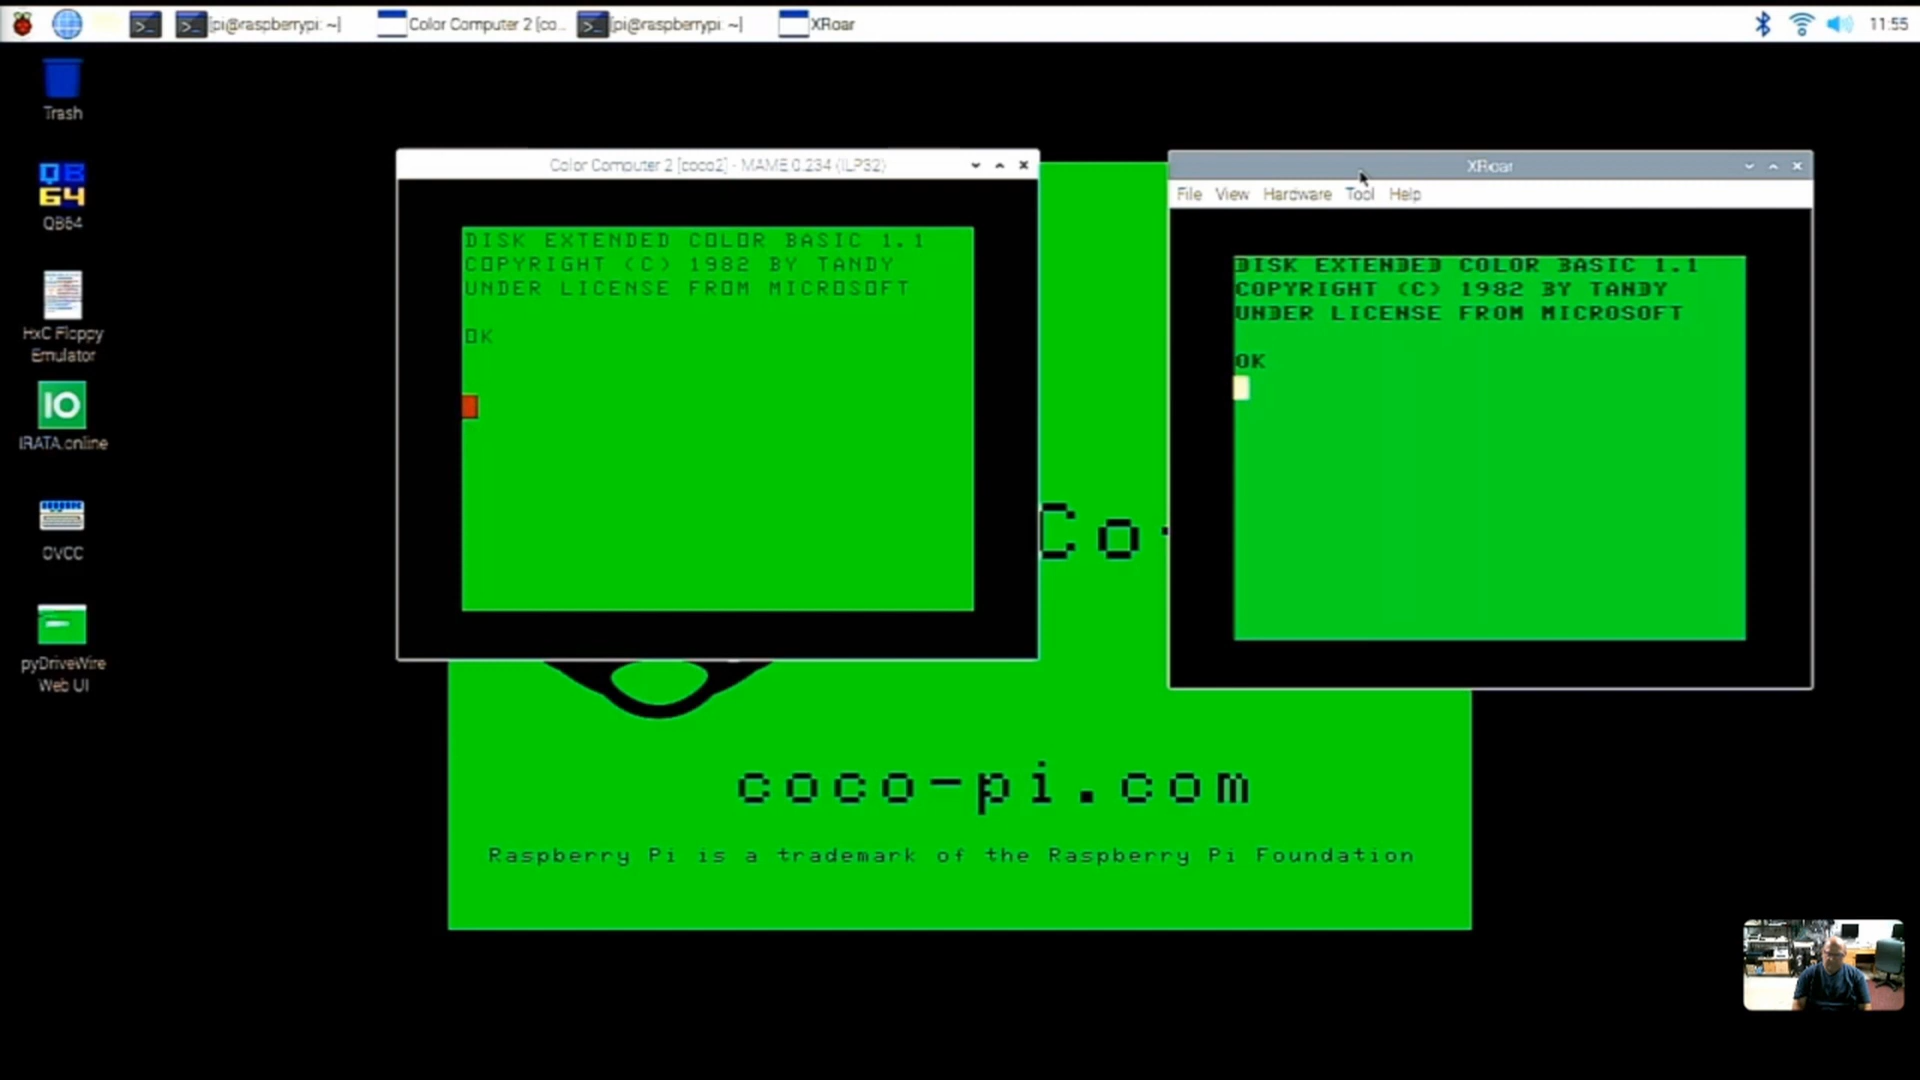 [pi@raspberrypi: ~]
Color Computer 2 [co...
[pi@raspberrypi: ~]
XRoar
11:55
Trash
QB64
QB64
HxC Floppy
Emulator
IO
IRATA.online
OVCC
pyDriveWire
Web UI
Color Computer 2 [coco2] - MAME 0.234 (ILP32)
DISK EXTENDED COLOR BASIC 1.1
COPYRIGHT (C) 1982 BY TANDY
UNDER LICENSE FROM MICROSOFT
OK
XRoar
File View Hardware Tool Help
DISK EXTENDED COLOR BASIC 1.1
COPYRIGHT (C) 1982 BY TANDY
UNDER LICENSE FROM MICROSOFT
OK
Co
coco-pi.com
Raspberry Pi is a trademark of the Raspberry Pi Foundation